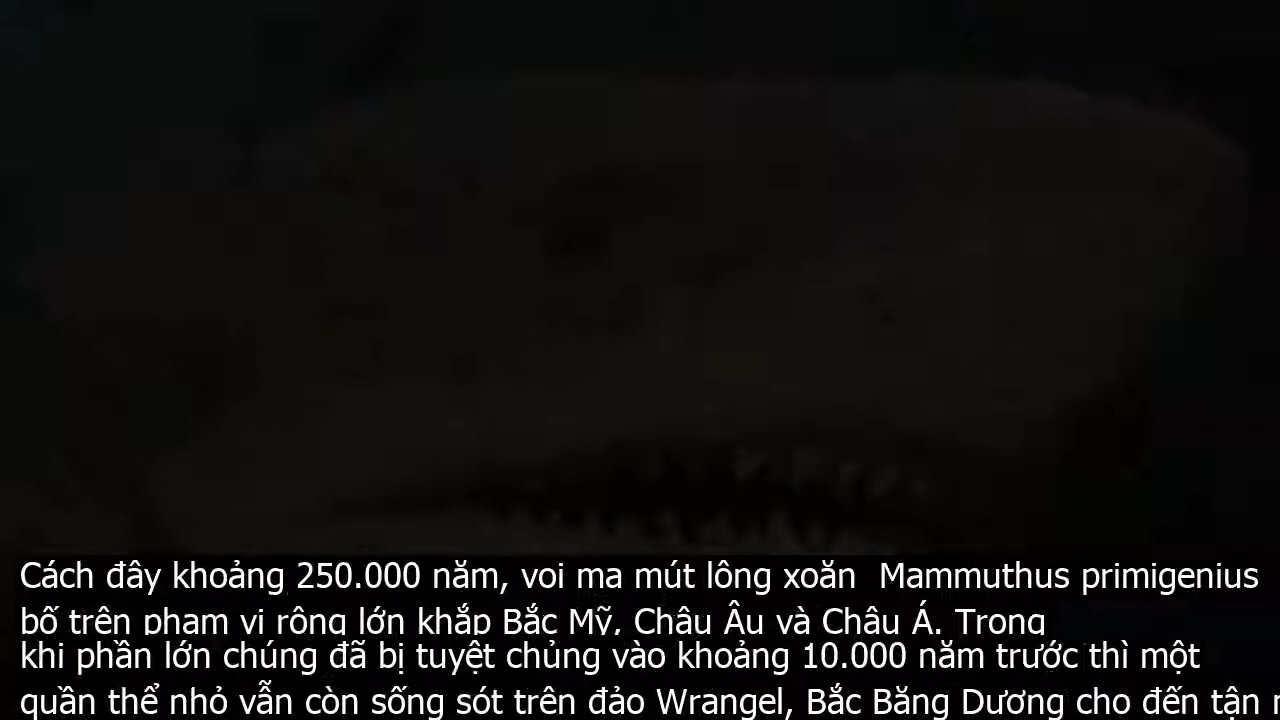 Cách đây khoảng 250.000 năm, voi ma mút lông xoăn Mammuthus primigenius
bố trên phạm vi rộng lớn khắp Bắc Mỹ, Châu Âu và Châu Á. Trong
khi phần lớn chúng đã bị tuyệt chủng vào khoảng 10.000 năm trước thì một
quần thể nhỏ vẫn còn sống sót trên đảo Wrangel, Bắc Băng Dương cho đến tận